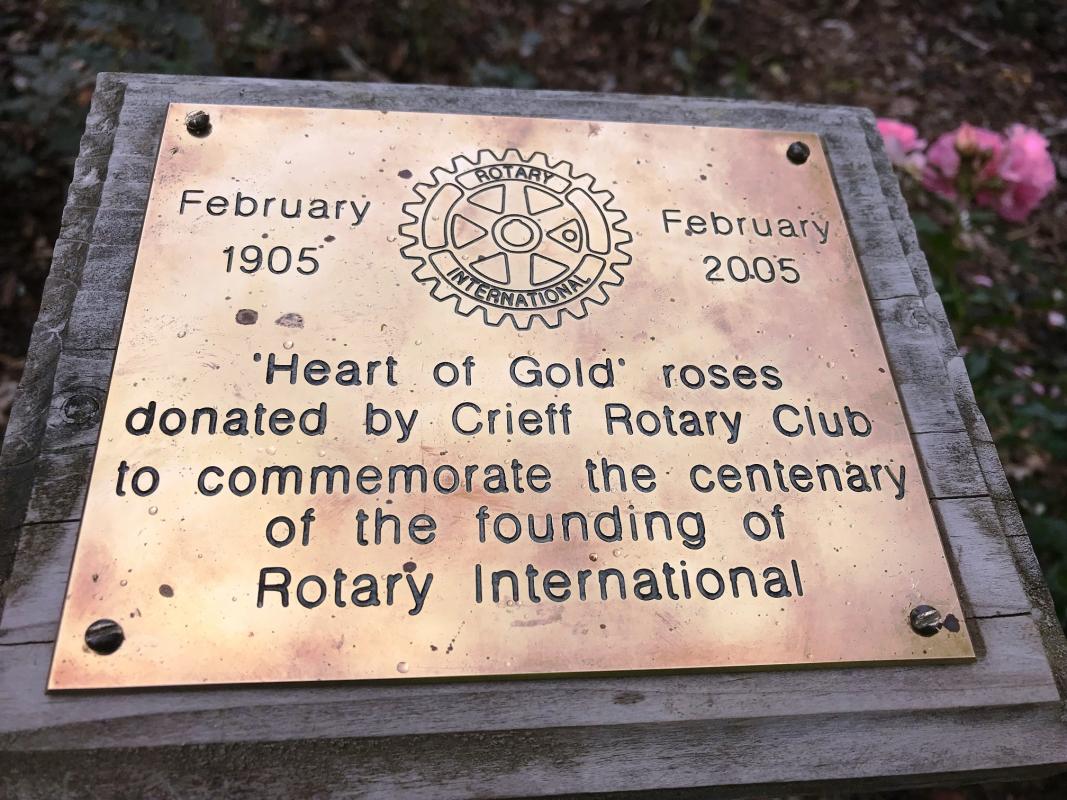 February
1905
ROTARY
INTERNATIONAL
February
2005
'Heart of Gold' roses
donated by Crieff Rotary Club
to commemorate the centenary
of the founding of
Rotary International